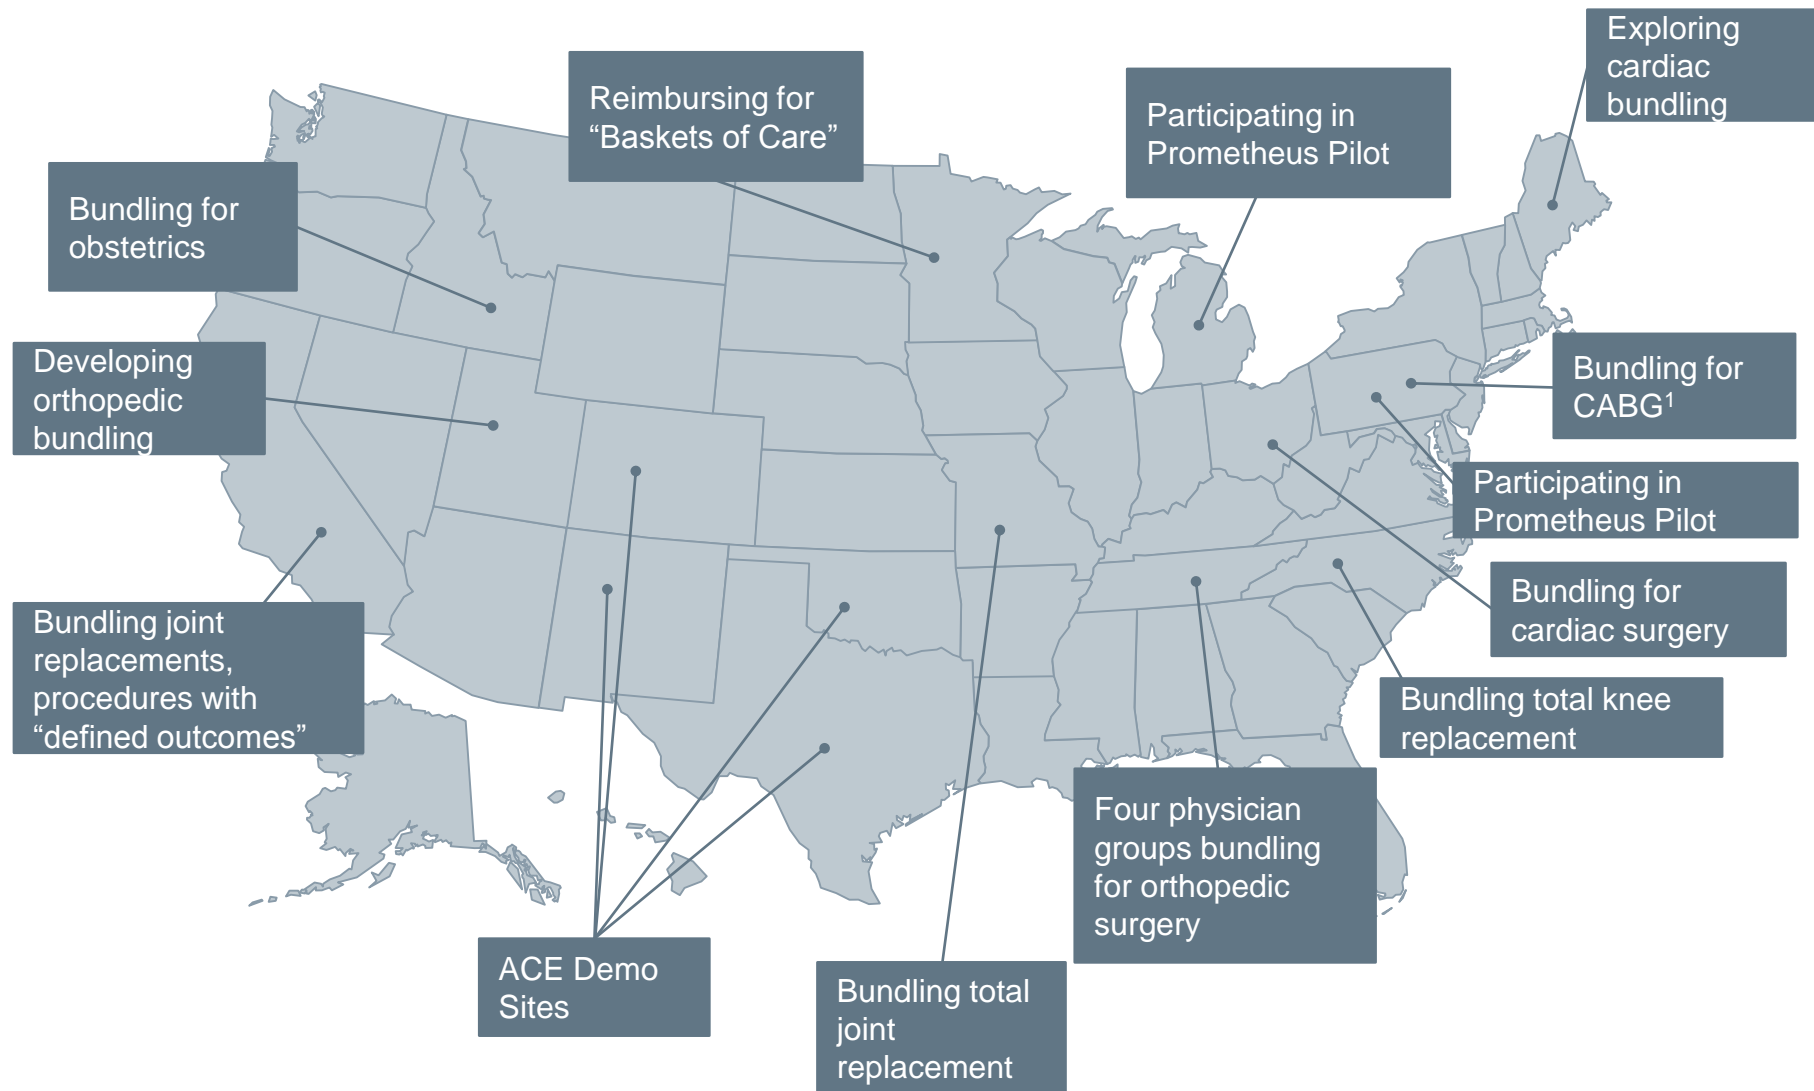 Exploring
cardiac
bundling
Reimbursing for
“Baskets of Care”
Participating in
Prometheus Pilot
Bundling for
obstetrics
Developing
orthopedic
bundling
Bundling for
CABG¹
Participating in
Prometheus Pilot
Bundling for
cardiac surgery
Bundling joint
replacements,
procedures with
“defined outcomes”
Bundling total knee
replacement
Four physician
groups bundling
for orthopedic
surgery
ACE Demo
Sites
Bundling total
joint
replacement